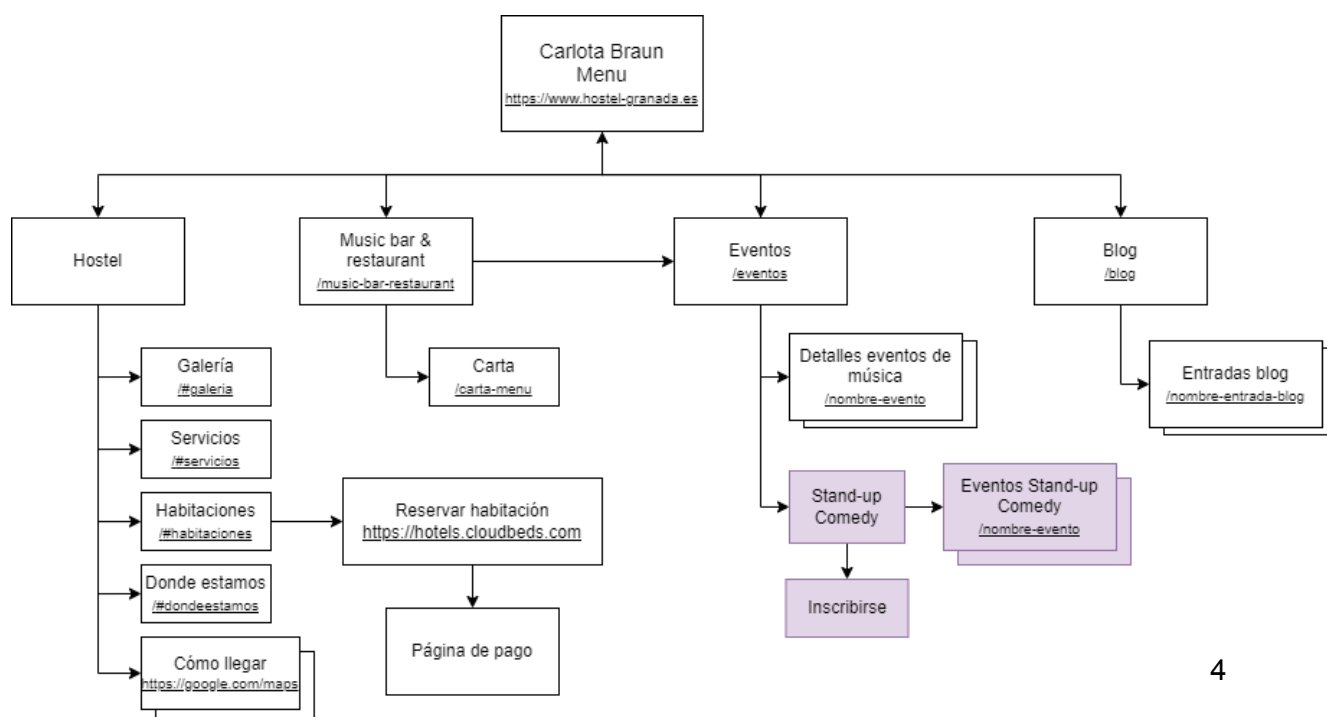 Carlota Braun
Menu
https://www.hostel-granada.es
Hostel
Music bar &
restaurant
/music-bar-restaurant
Eventos
/eventos
Blog
/blog
Galería
/#galeria
Servicios
/#servicios
Habitaciones
/#habitaciones
Donde estamos
/#dondeestamos
Cómo llegar
https://google.com/maps
Reservar habitación
https://hotels.cloudbeds.com
Página de pago
Carta
/carta-menu
Detalles eventos de
música
/nombre-evento
Stand-up
Comedy
Eventos Stand-up
Comedy
/nombre-evento
Inscribirse
Entradas blog
/nombre-entrada-blog
4